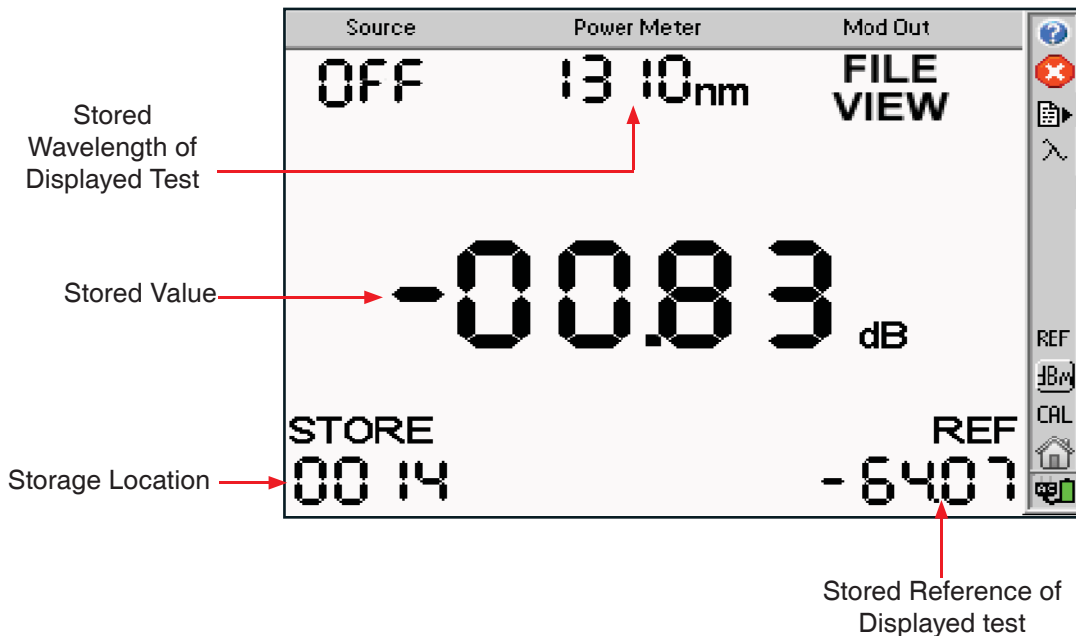 Source Power Meter Mod Out
OFF 1310nm FILE
VIEW
Stored
Wavelength of
Displayed Test
Stored Value
-00.83 dB
REF
dBm
CAL
STORE REF
Storage Location
0014 -64.07
Stored Reference of
Displayed test